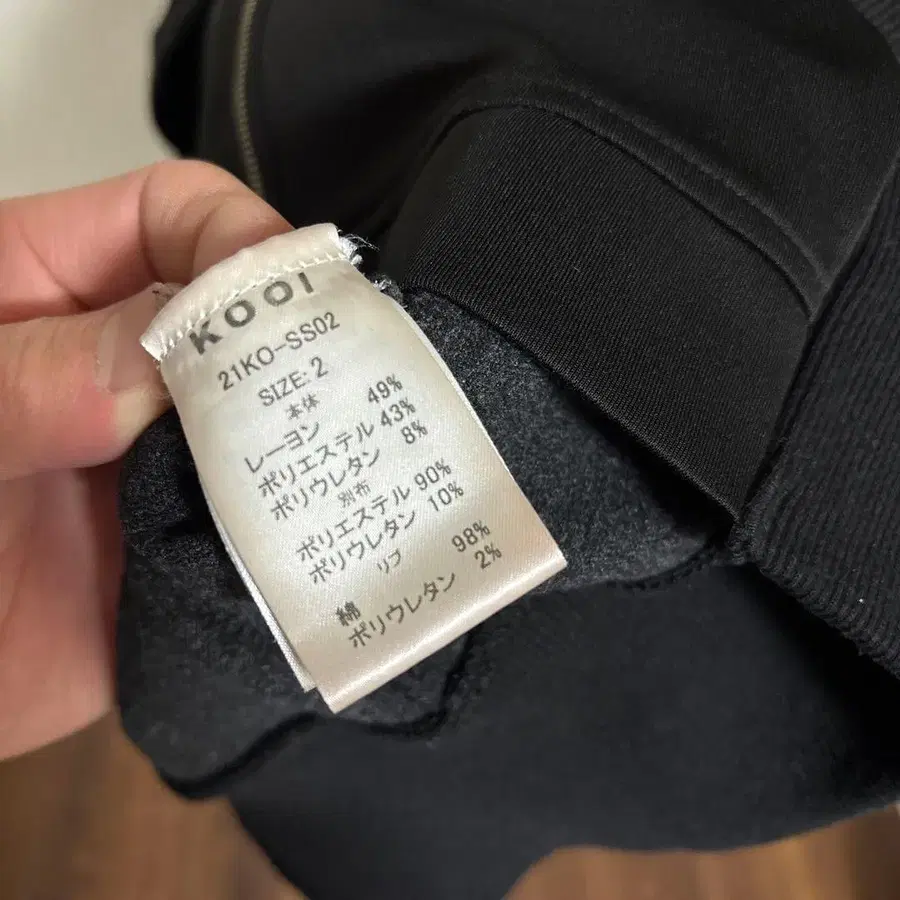 KOOI
21KO-SS02
SIZE: 2
本体
レーヨン 49%
ポリエステル 43%
ポリウレタン 8%
別布
ポリエステル 90%
ポリウレタン 10%
リブ
綿 98%
ポリウレタン 2%